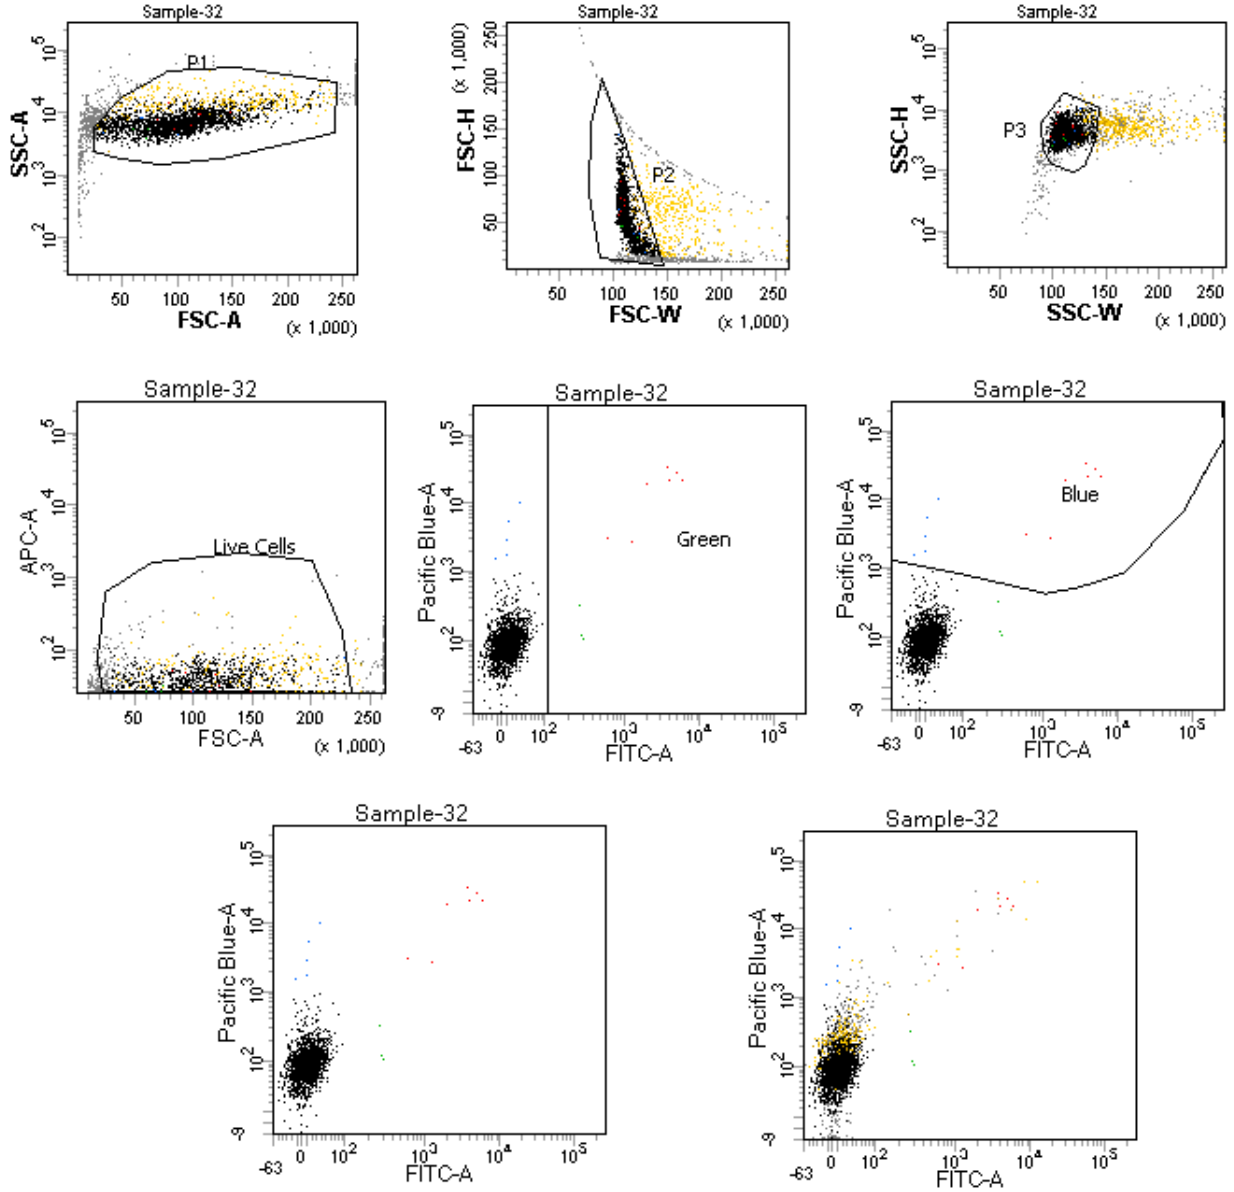 Sample-32
P1
SSC-A
10^5
10^4
10^3
10^2
50 100 150 200 250
FSC-A
(x 1,000)
Sample-32
P2
FSC-H
(x 1,000)
250
200
150
100
50
50 100 150 200 250
FSC-W
(x 1,000)
Sample-32
P3
SSC-H
10^5
10^4
10^3
10^2
50 100 150 200 250
SSC-W
(x 1,000)
Sample-32
Live Cells
APC-A
10^5
10^4
10^3
10^2
50 100 150 200 250
FSC-A
(x 1,000)
Sample-32
Green
Pacific Blue-A
10^5
10^4
10^3
10^2
-9
-63 0 10^2 10^3 10^4 10^5
FITC-A
Sample-32
Blue
Pacific Blue-A
10^5
10^4
10^3
10^2
-9
-63 0 10^2 10^3 10^4 10^5
FITC-A
Sample-32
Pacific Blue-A
10^5
10^4
10^3
10^2
-9
-63 0 10^2 10^3 10^4 10^5
FITC-A
Sample-32
Pacific Blue-A
10^5
10^4
10^3
10^2
-9
-63 0 10^2 10^3 10^4 10^5
FITC-A